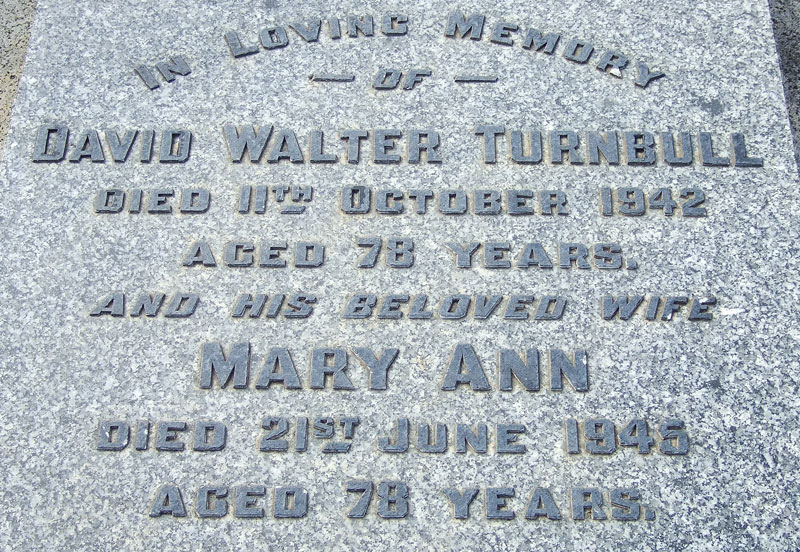 In Loving Memory
— OF —
David Walter Turnbull
Died 11th October 1942
AGED 78 YEARS.
AND HIS BELOVED WIFE
Mary Ann
DIED 21ST June 1945
AGED 78 YEARS.